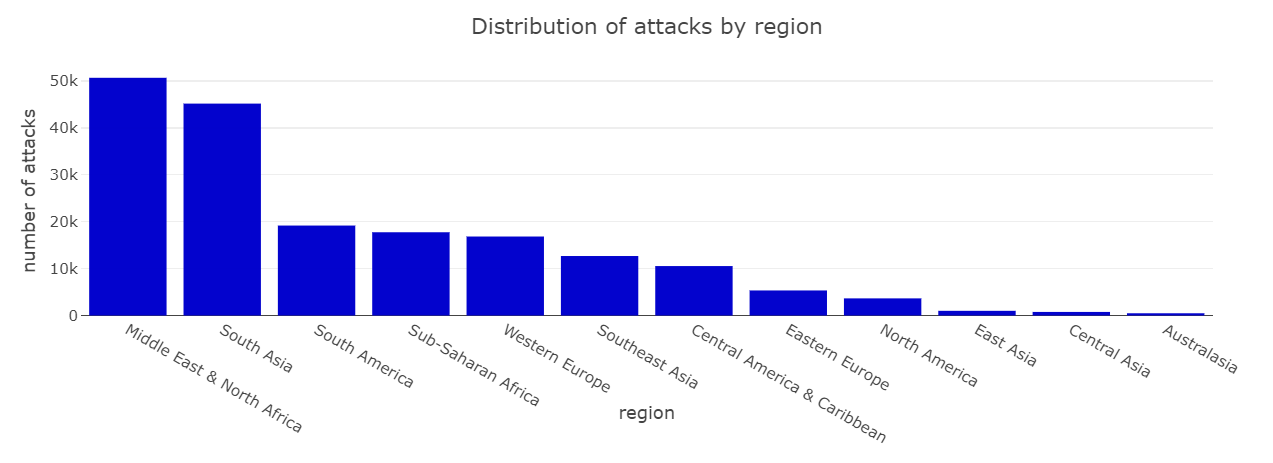 Distribution of attacks by region
number of attacks
50k
40k
30k
20k
10k
0
Middle East & North Africa
South Asia
South America
Sub-Saharan Africa
Western Europe
Southeast Asia
Central America & Caribbean
Eastern Europe
North America
East Asia
Central Asia
Australasia
region